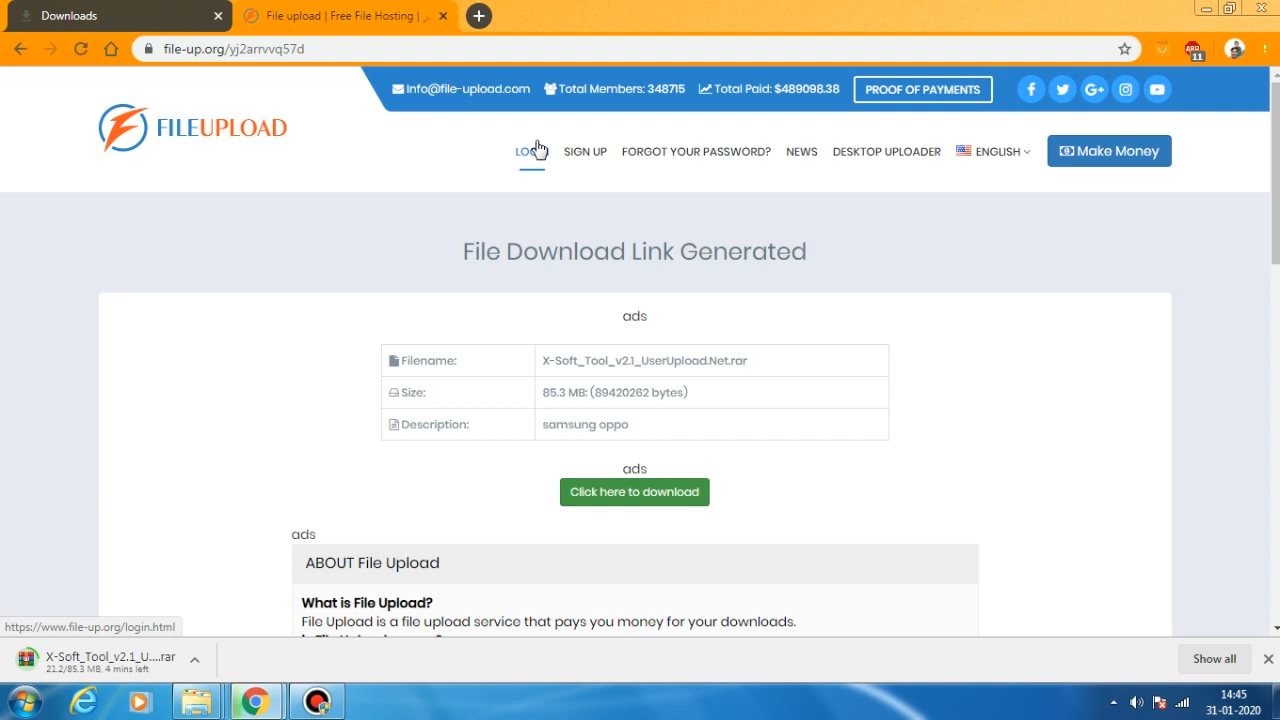 Downloads
File upload | Free File Hosting |
file-up.org/yj2arrvvq57d
ABP
11
Info@file-upload.com Total Members: 348715 Total Paid: $489098.38 PROOF OF PAYMENTS
FILEUPLOAD
SIGN UP FORGOT YOUR PASSWORD? NEWS DESKTOP UPLOADER ENGLISH Make Money
File Download Link Generated
ads
Filename: X-Soft_Tool_v2.1_UserUpload.Net.rar
Size: 85.3 MB: (89420262 bytes)
Description: samsung oppo
ads
Click here to download
ads
ABOUT File Upload
What is File Upload?
File Upload is a file upload service that pays you money for your downloads.
https://www.file-up.org/login.html
X-Soft_Tool_v2.1_U....rar
21.2/85.3 MB, 4 mins left
Show all
14:45
31-01-2020